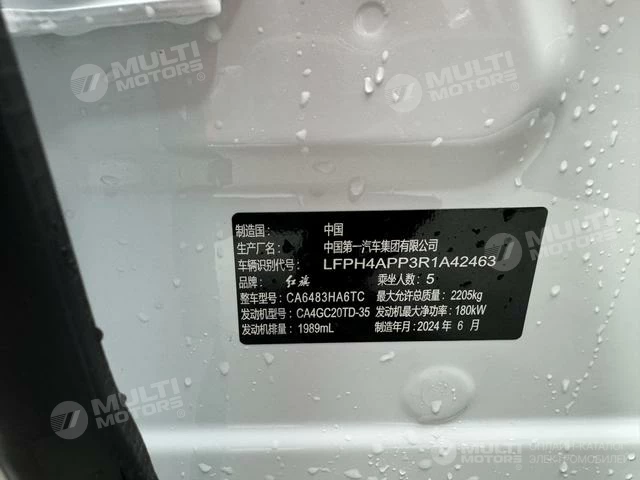 MULTI MOTORS
MULTI MOTORS
制造国: 中国
生产厂名: 中国第一汽车集团有限公司
车辆识别代号: LFPH4APP3R1A42463
品牌: 红旗 乘坐人数: 5
整车型号: CA6483HA6TC 最大允许总质量: 2205kg
发动机型号: CA4GC20TD-35 发动机最大净功率: 180kW
发动机排量: 1989mL 制造年月: 2024 年 6 月
MULTI MOTORS
MULTI MOTORS
ОНЛАЙН-КАТАЛОГ
ЭЛЕКТРОМОБИЛЕЙ